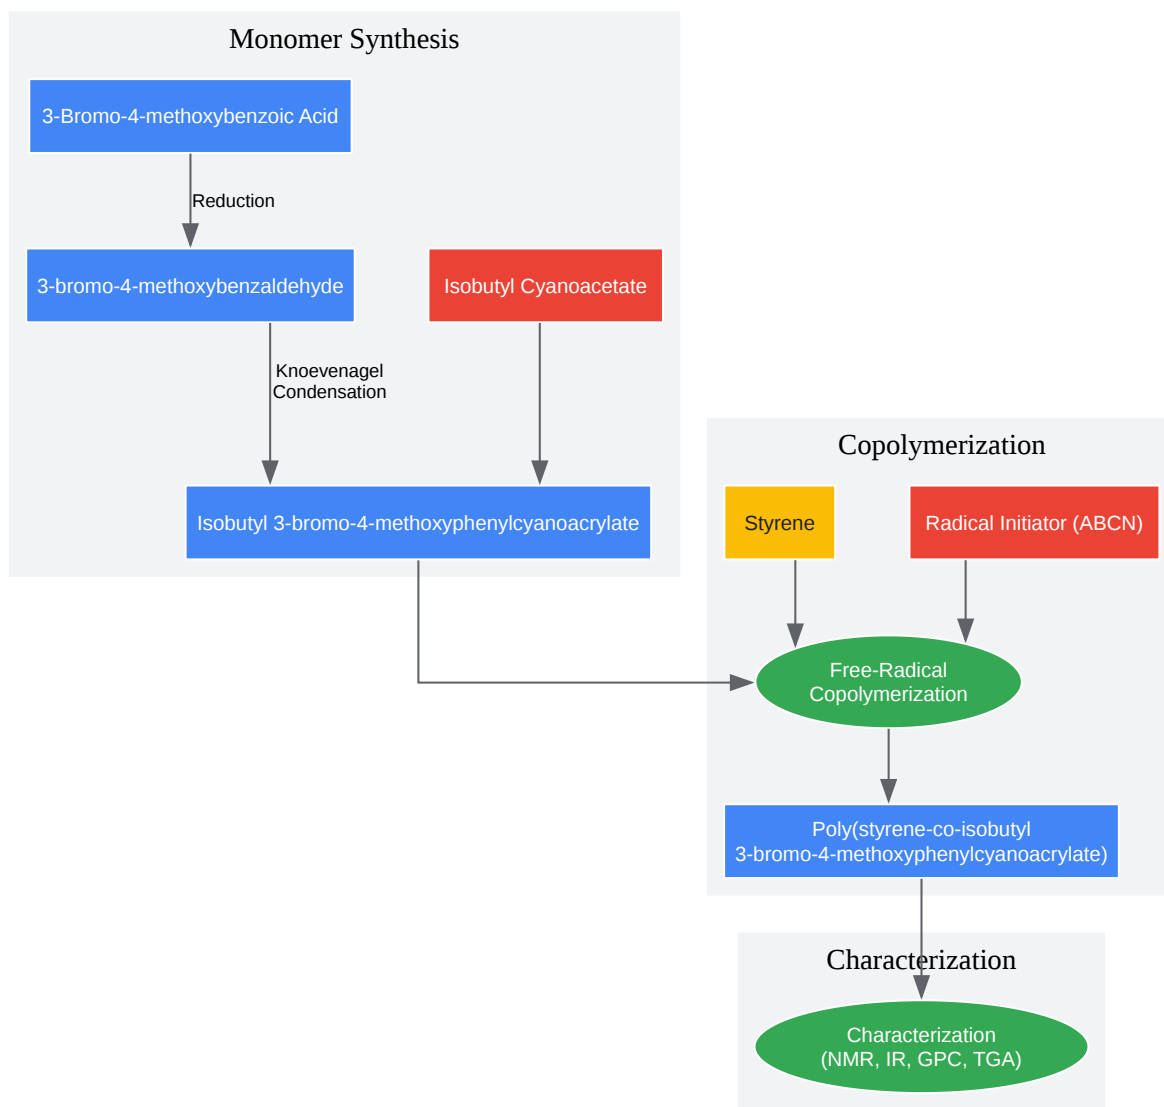 Monomer Synthesis
3-Bromo-4-methoxybenzoic Acid
Reduction
3-bromo-4-methoxybenzaldehyde
Isobutyl Cyanoacetate
Knoevenagel
Condensation
Isobutyl 3-bromo-4-methoxyphenylcyanoacrylate
Copolymerization
Styrene
Radical Initiator (ABCN)
Free-Radical
Copolymerization
Poly(styrene-co-isobutyl
3-bromo-4-methoxyphenylcyanoacrylate)
Characterization
Characterization
(NMR, IR, GPC, TGA)